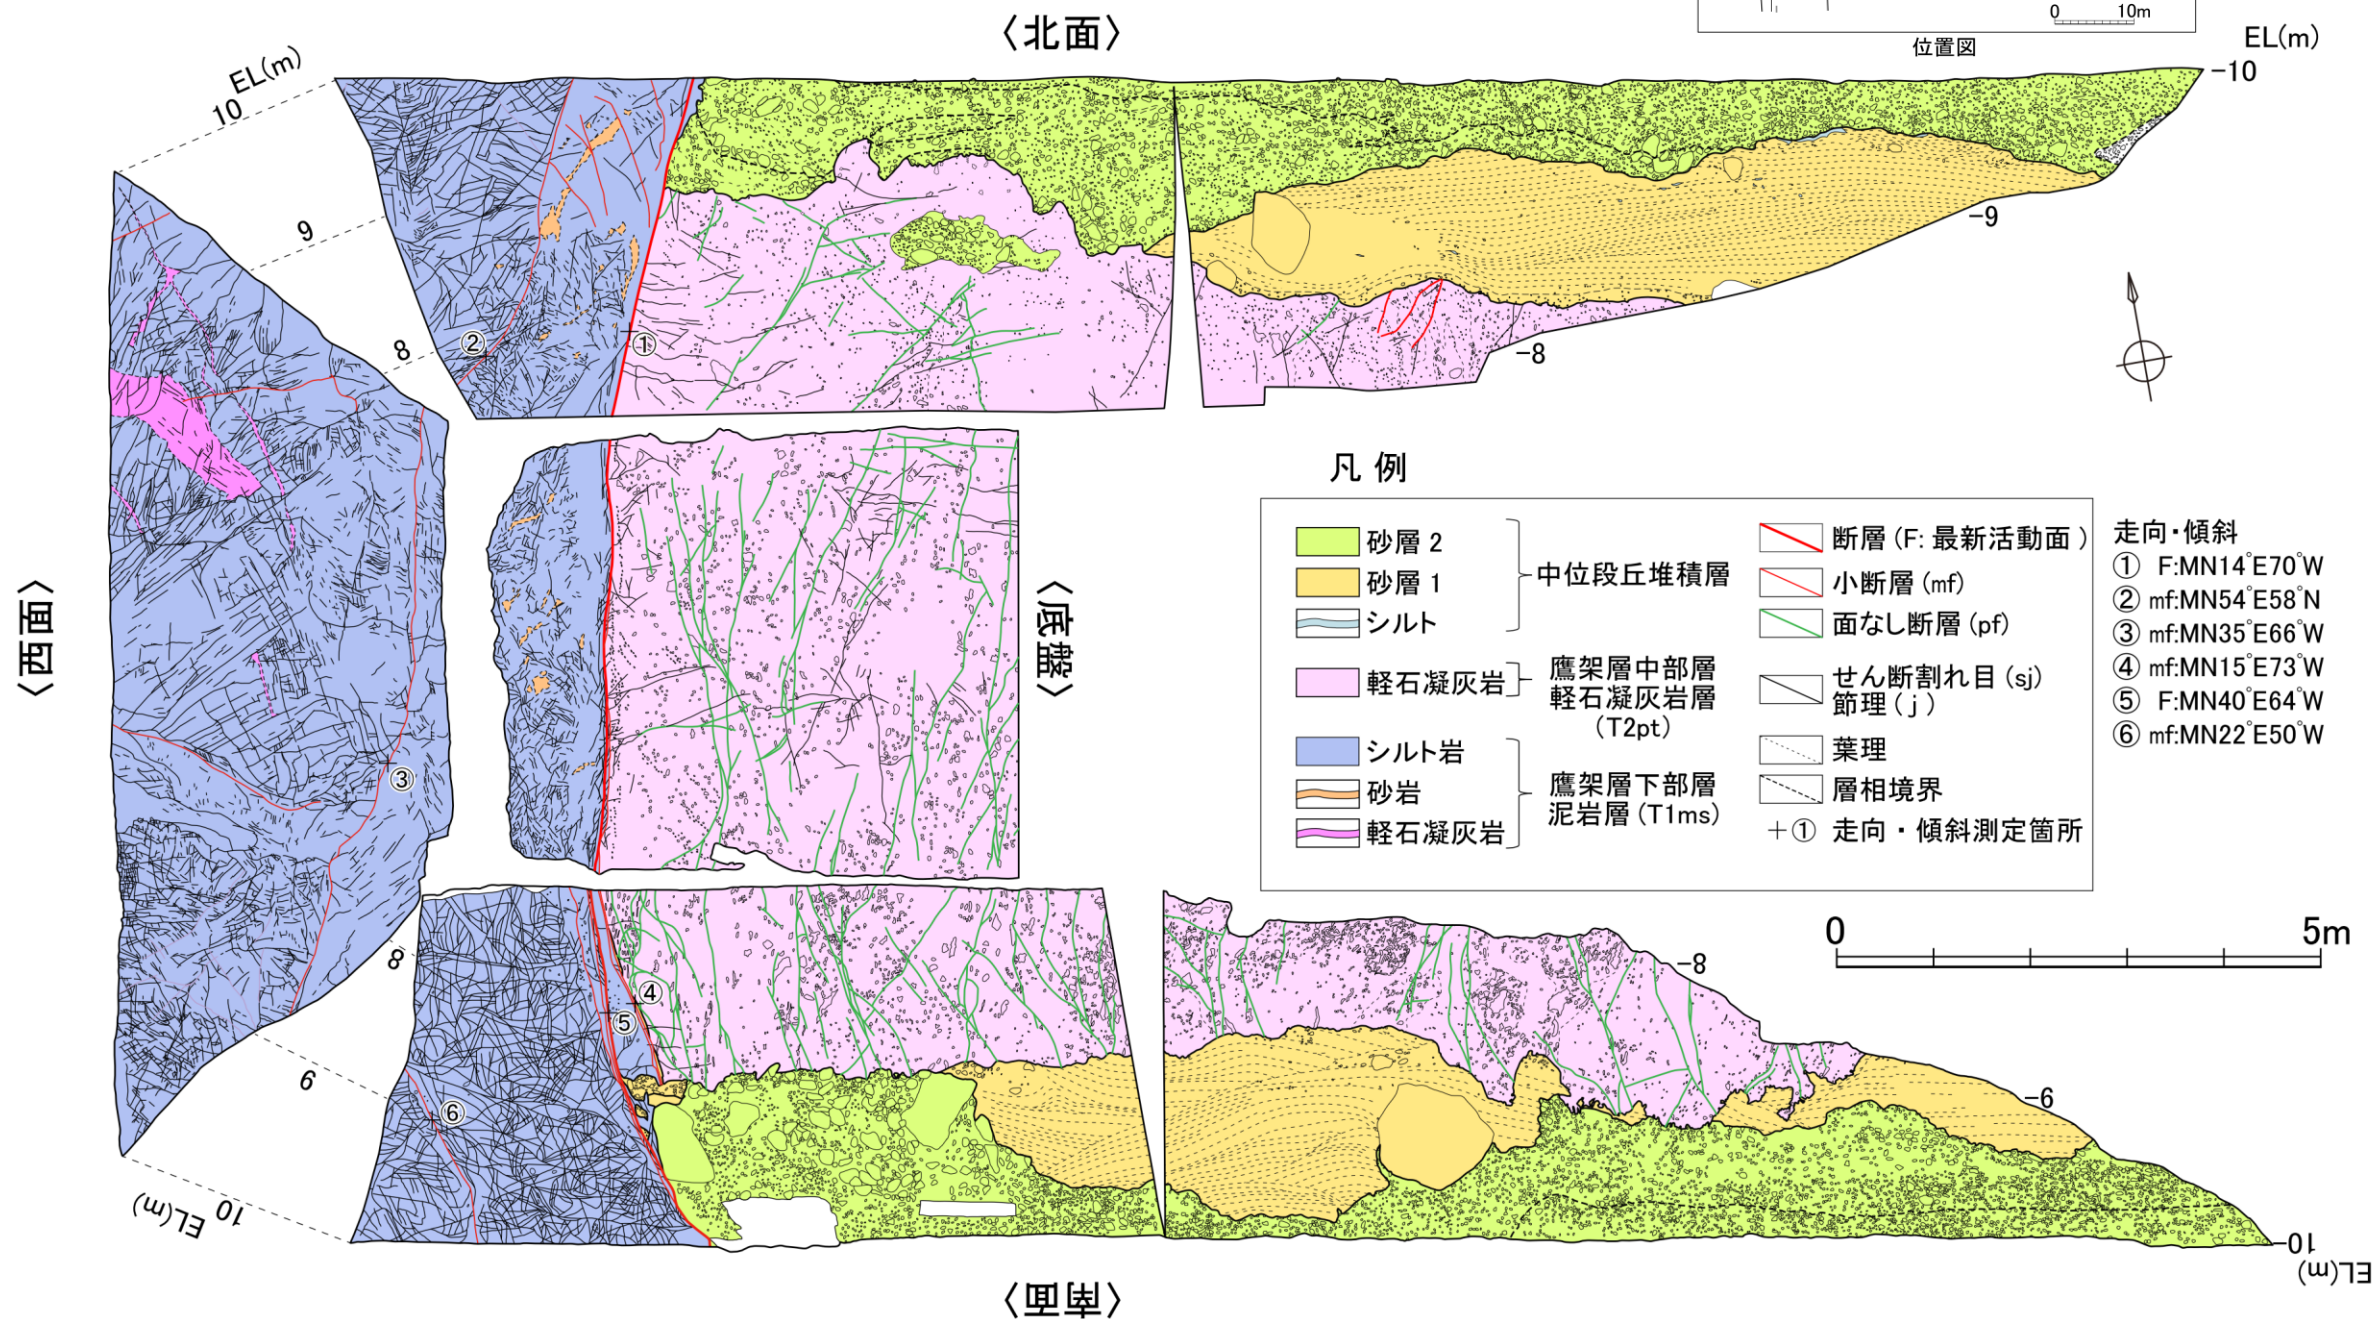 〈北面〉
0 10m
位置図
EL(m)
10
9
8
EL(m)
-10
-9
-8
②
①
〈西面〉
③
〈底盤〉
凡 例
砂層 2
砂層 1
シルト
中位段丘堆積層
軽石凝灰岩
鷹架層中部層
軽石凝灰岩層
(T2pt)
シルト岩
砂岩
軽石凝灰岩
鷹架層下部層
泥岩層 (T1ms)
断層 (F: 最新活動面 )
小断層 (mf)
面なし断層 (pf)
せん断割れ目 (sj)
節理 ( j )
葉理
層相境界
+① 走向・傾斜測定箇所
走向・傾斜
① F:MN14°E70°W
② mf:MN54°E58°N
③ mf:MN35°E66°W
④ mf:MN15°E73°W
⑤ F:MN40°E64°W
⑥ mf:MN22°E50°W
0 5m
④
⑤
⑥
8
9
10
EL(m)
-8
-9
-10
EL(m)
〈南面〉